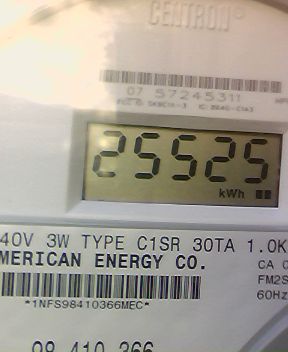 CENTRON®
07 57245311
25525
kWh
40V 3W TYPE C1SR 30TA 1.0K
MERICAN ENERGY CO.
CA 0
FM2S
60Hz
*1NFS98410366MEC*
98 410 366